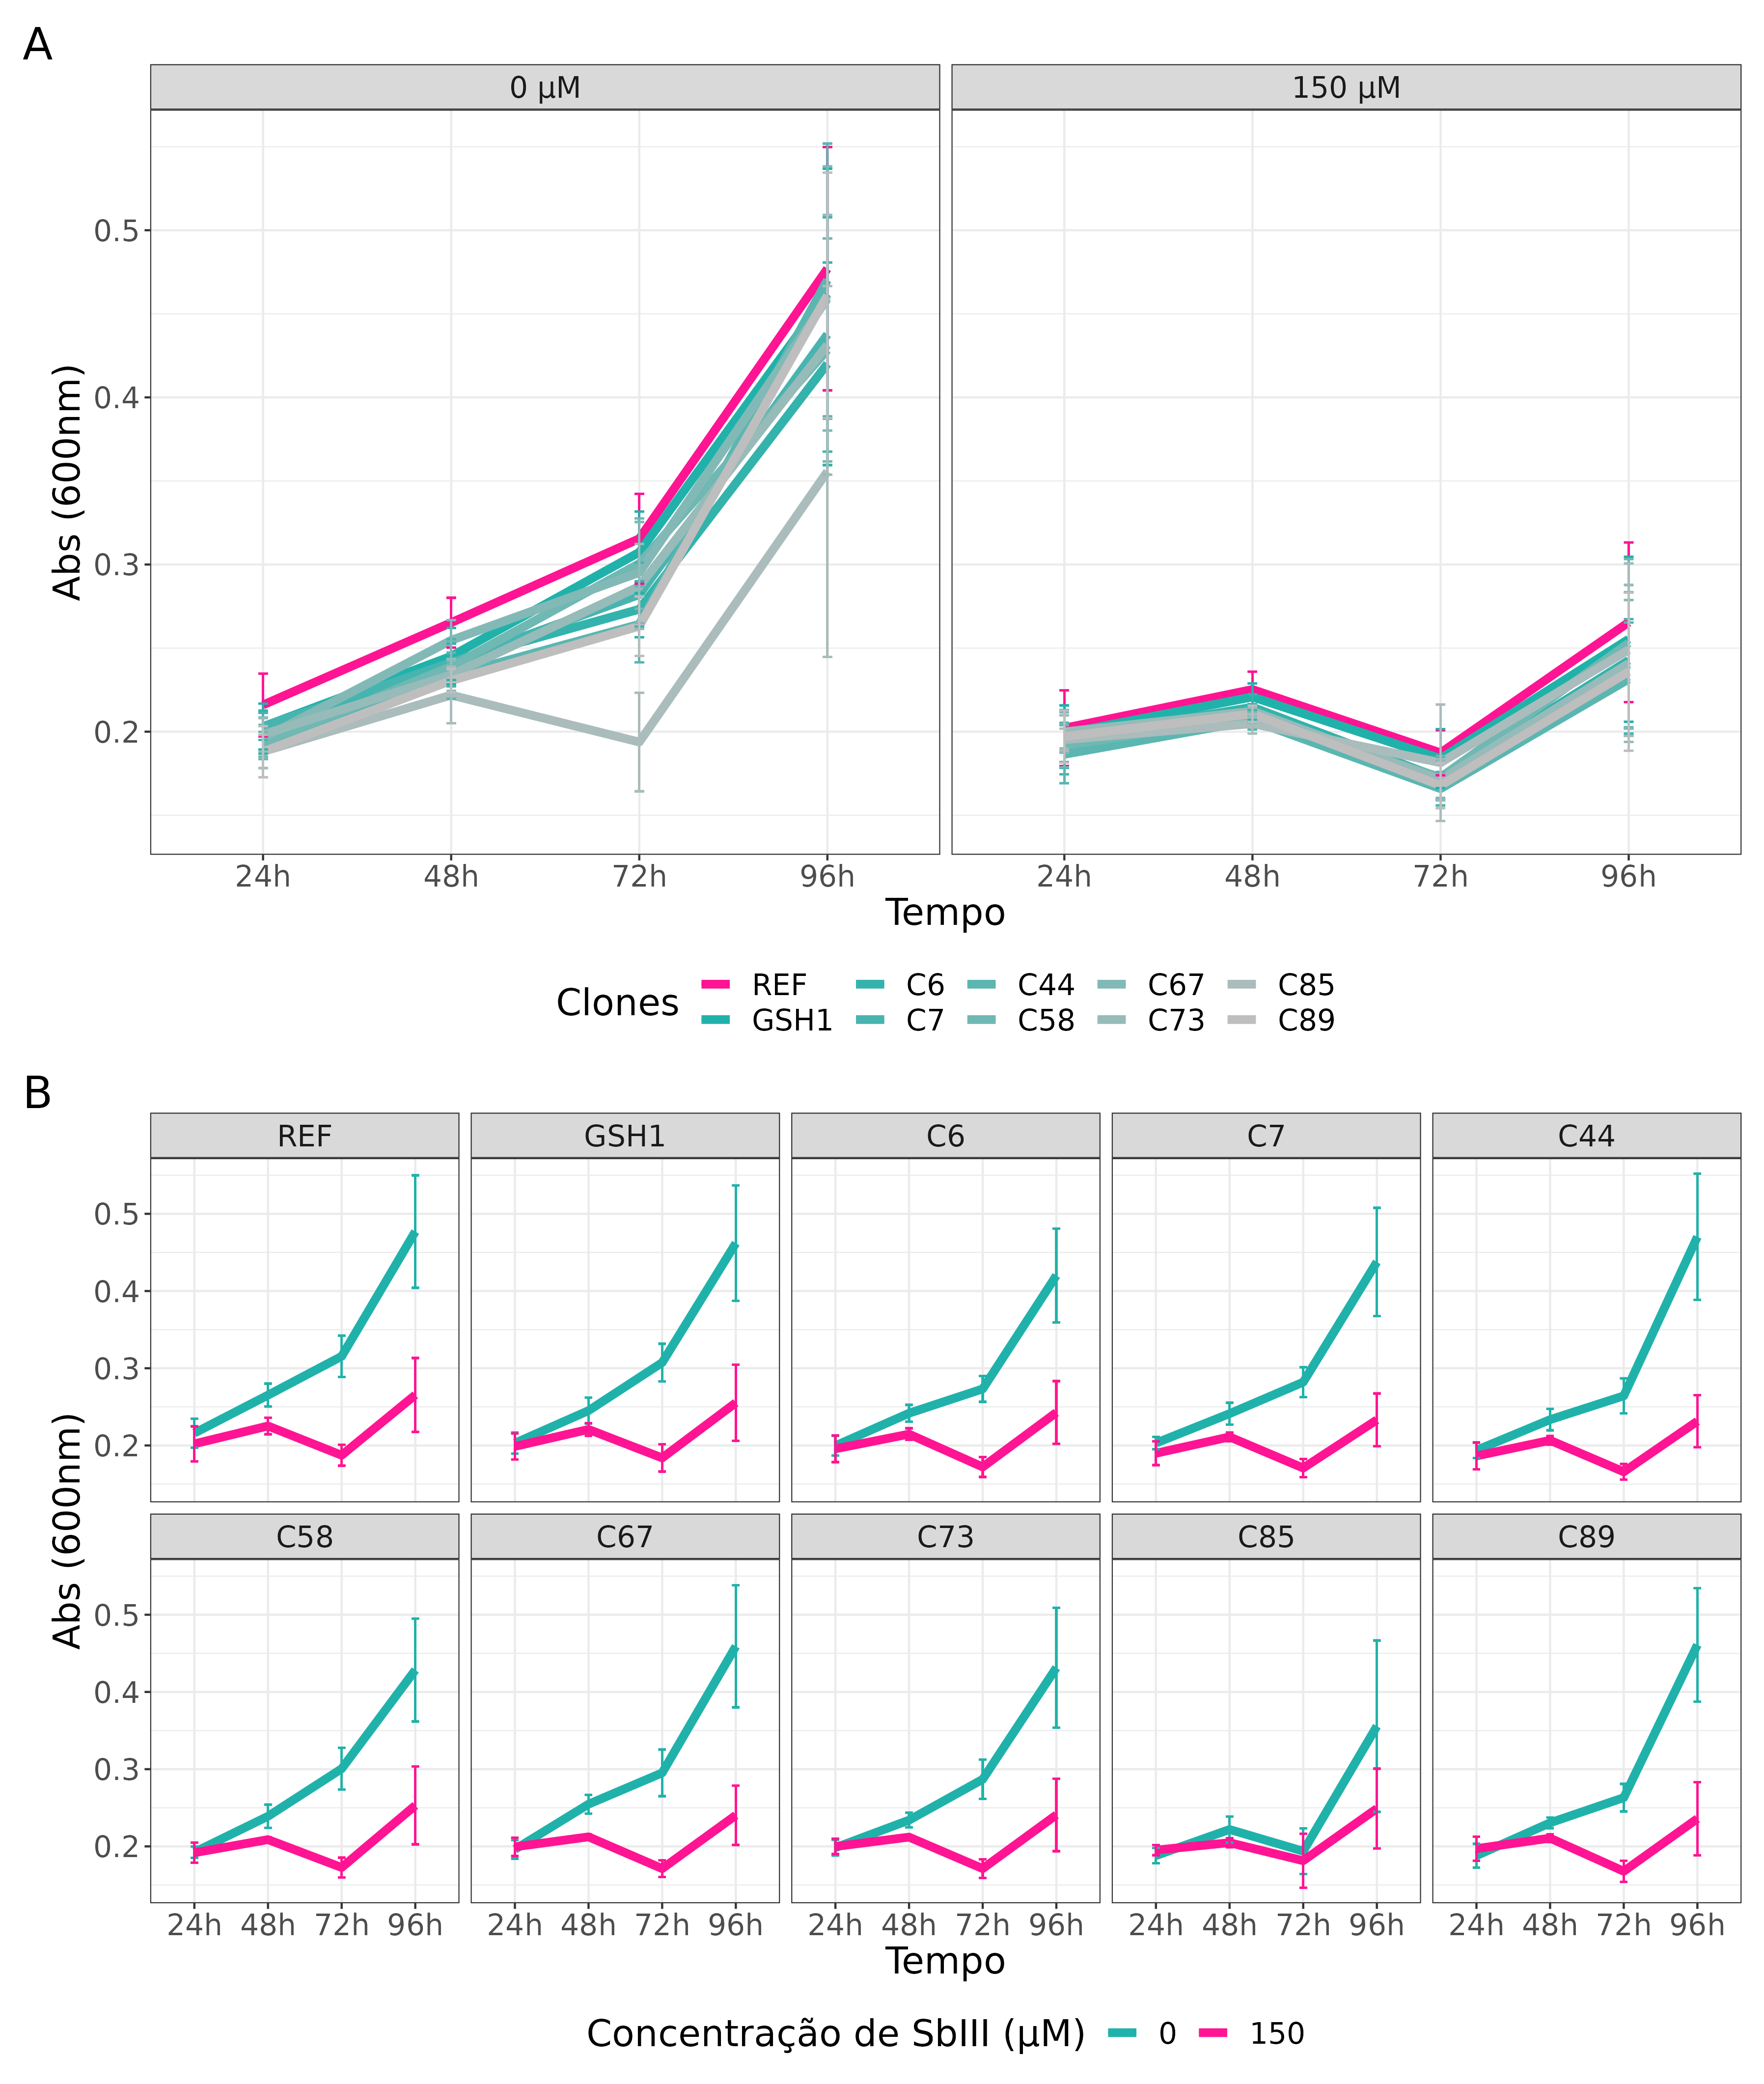 A
0 µM 150 µM
Abs (600nm)
0.5
0.4
0.3
0.2
24h 48h 72h 96h 24h 48h 72h 96h
Tempo
Clones REF C6 C44 C67 C85
GSH1 C7 C58 C73 C89
B
REF GSH1 C6 C7 C44
Abs (600nm)
0.5
0.4
0.3
0.2
C58 C67 C73 C85 C89
0.5
0.4
0.3
0.2
24h 48h 72h 96h 24h 48h 72h 96h 24h 48h 72h 96h 24h 48h 72h 96h 24h 48h 72h 96h
Tempo
Concentração de SbIII (µM) 0 150